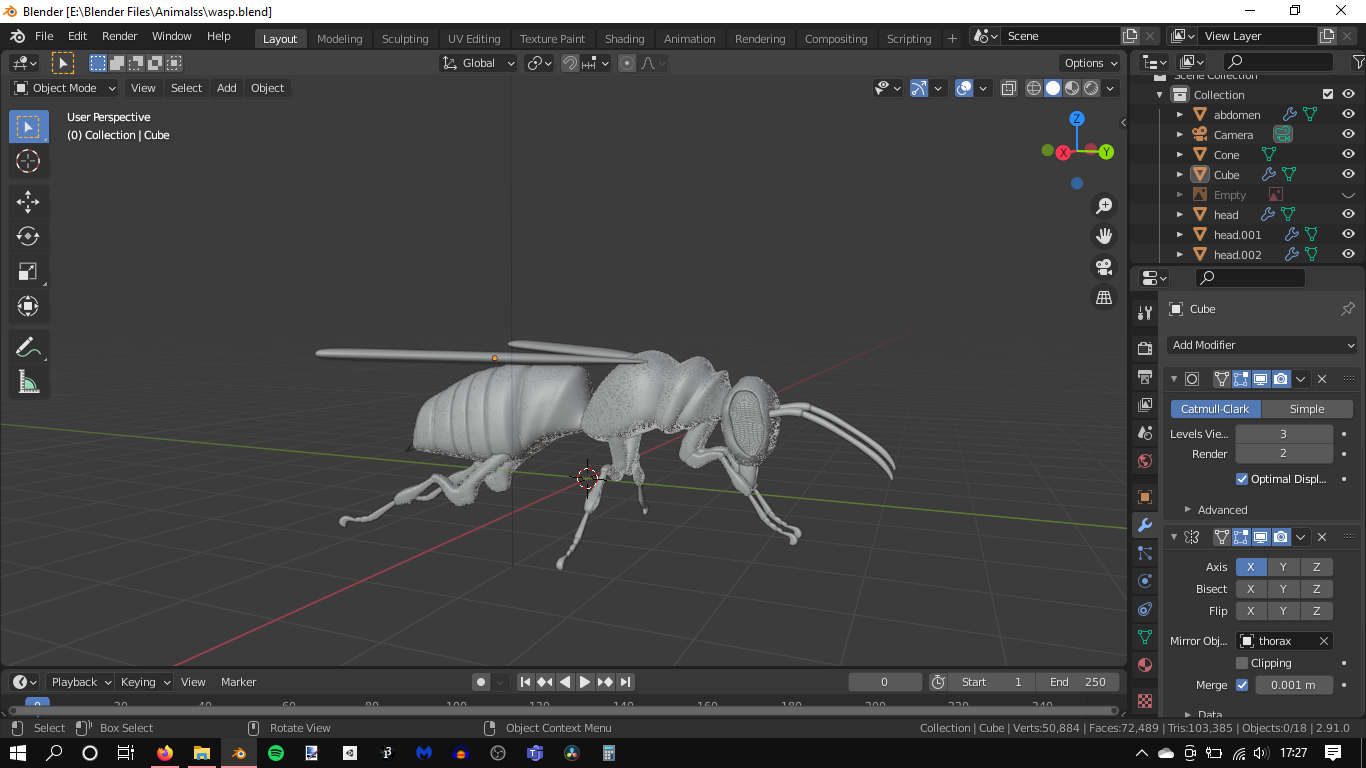 Blender [E:\Blender Files\Animalss\wasp.blend]
File Edit Render Window Help Layout Modeling Sculpting UV Editing Texture Paint Shading Animation Rendering Compositing Scripting Scene View Layer
Global Options
Object Mode View Select Add Object
User Perspective
(0) Collection | Cube
Z
X
Y
Scene Collection
Collection
abdomen
Camera
Cone
Cube
Empty
head
head.001
head.002
Cube
Add Modifier
Catmull-Clark Simple
Levels Vie... 3
Render 2
Optimal Displ...
Advanced
Axis X Y Z
Bisect X Y Z
Flip X Y Z
Mirror Obj... thorax
Clipping
Merge 0.001 m
Data
Playback Keying View Marker 0 Start 1 End 250
0 20 40 60 80 100 120 140 160 180 200 220 240
Select Box Select Rotate View Object Context Menu Collection | Cube | Verts:50,884 | Faces:72,489 | Tris:103,385 | Objects:0/18 | 2.91.0
17:27